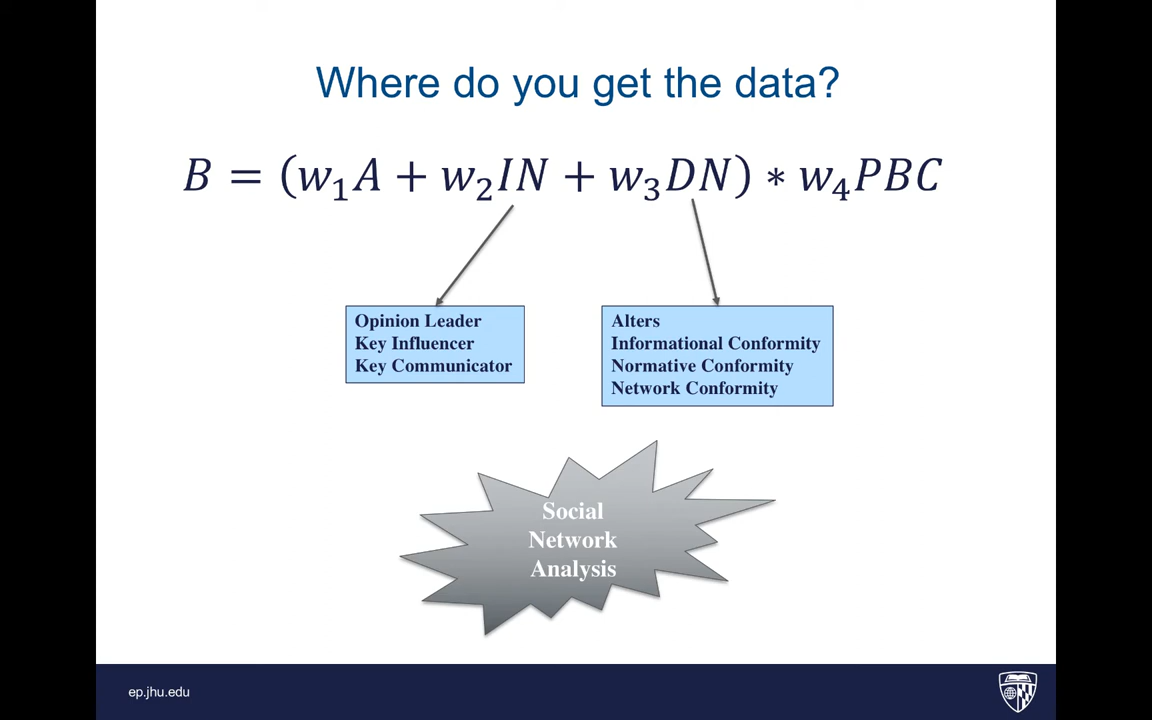 Where do you get the data?
B = (w₁A + w₂IN + w₃DN) * w₄PBC
Opinion Leader
Key Influencer
Key Communicator
Alters
Informational Conformity
Normative Conformity
Network Conformity
Social
Network
Analysis
ep.jhu.edu